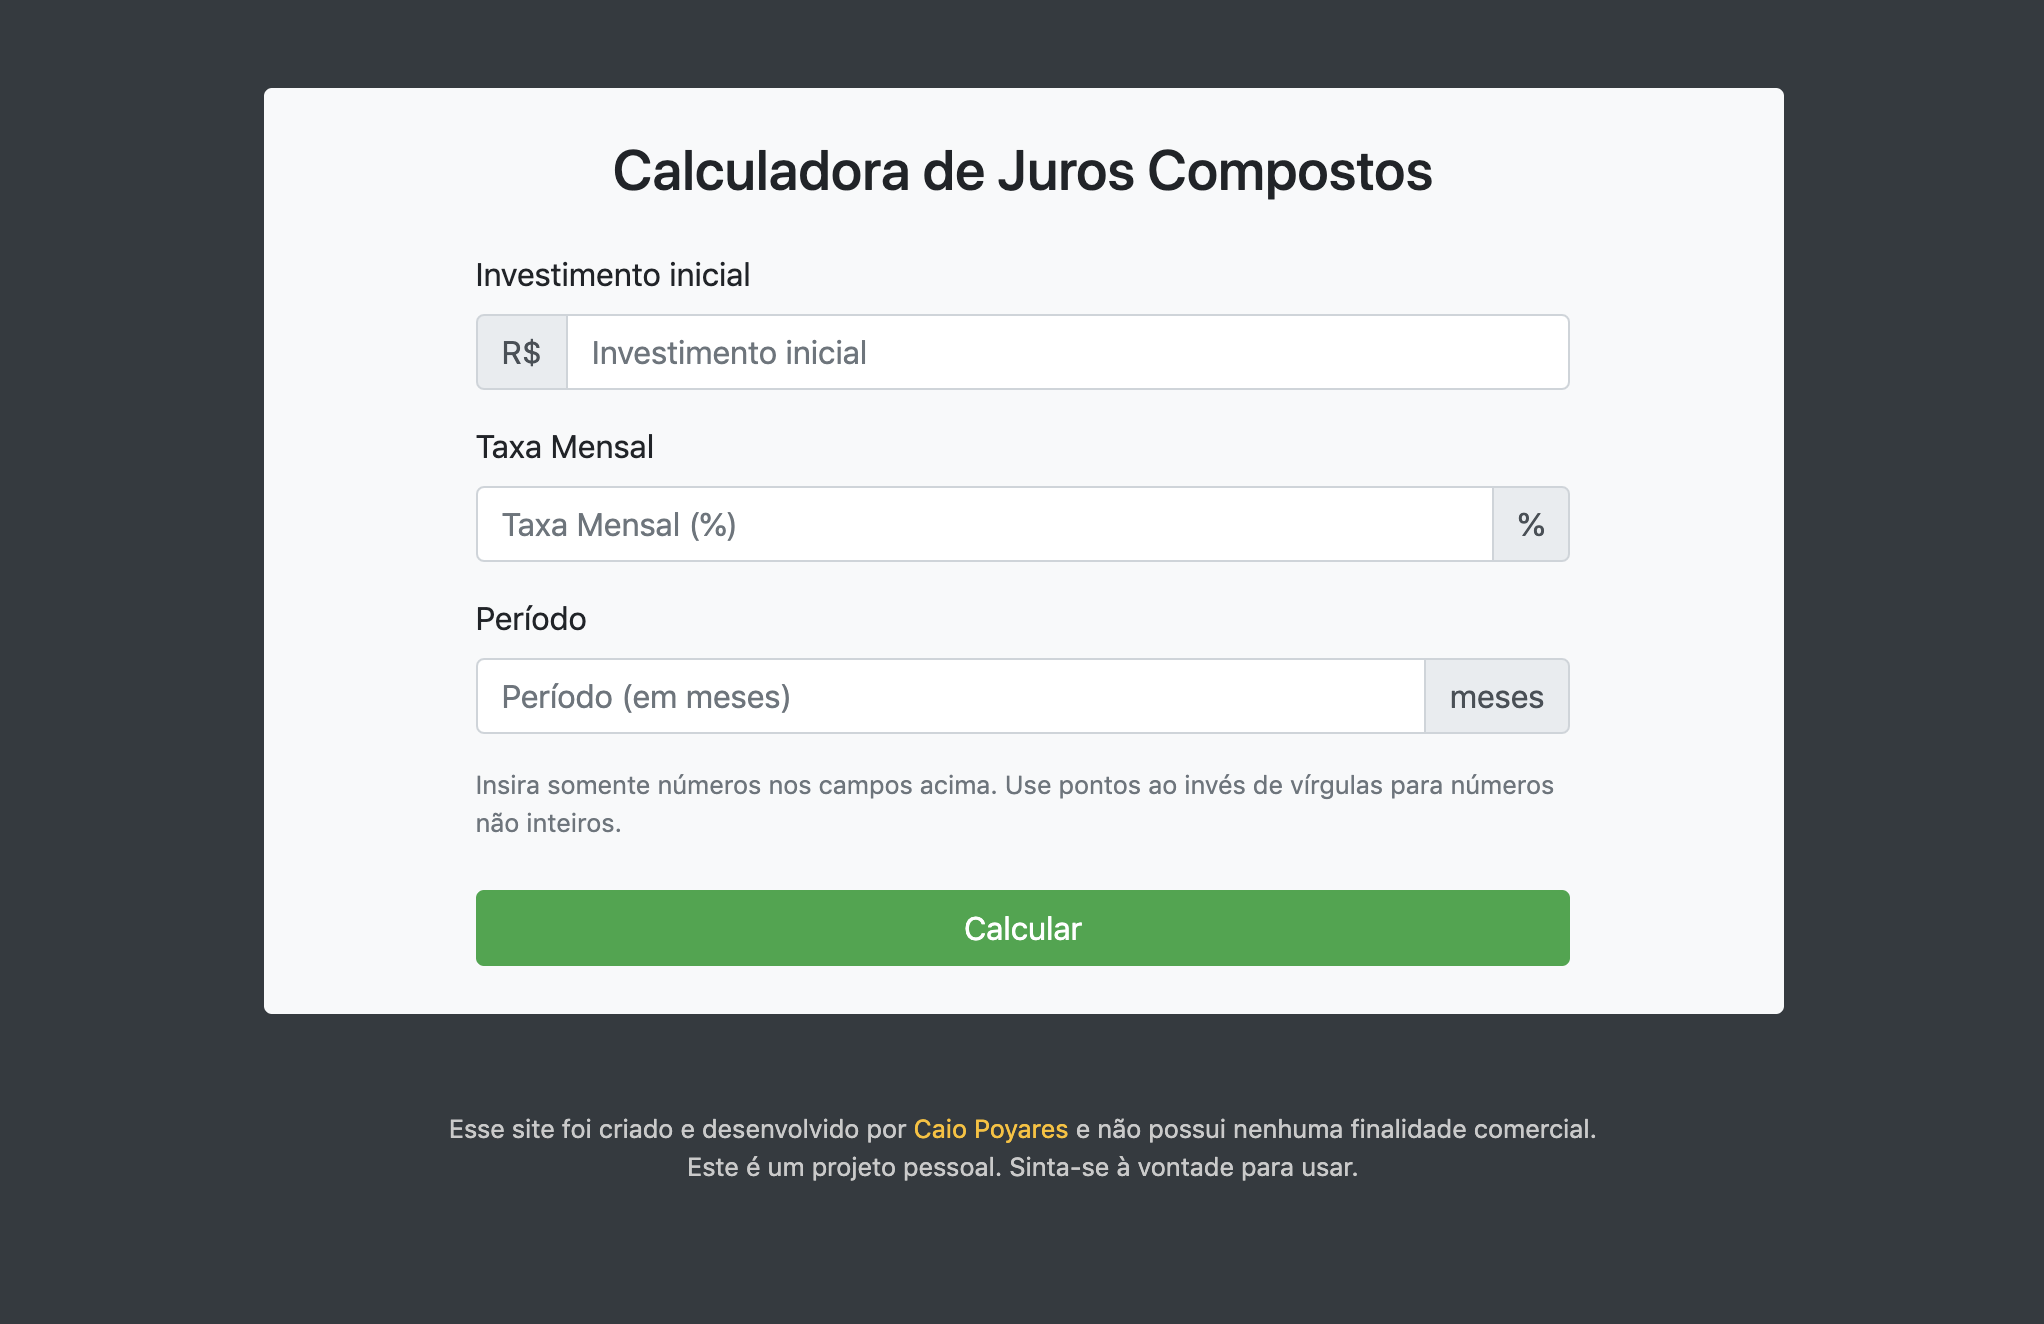 Calculadora de Juros Compostos
Investimento inicial
R$ Investimento inicial
Taxa Mensal
Taxa Mensal (%) %
Período
Período (em meses) meses
Insira somente números nos campos acima. Use pontos ao invés de vírgulas para números
não inteiros.
Calcular
Esse site foi criado e desenvolvido por Caio Poyares e não possui nenhuma finalidade comercial.
Este é um projeto pessoal. Sinta-se à vontade para usar.